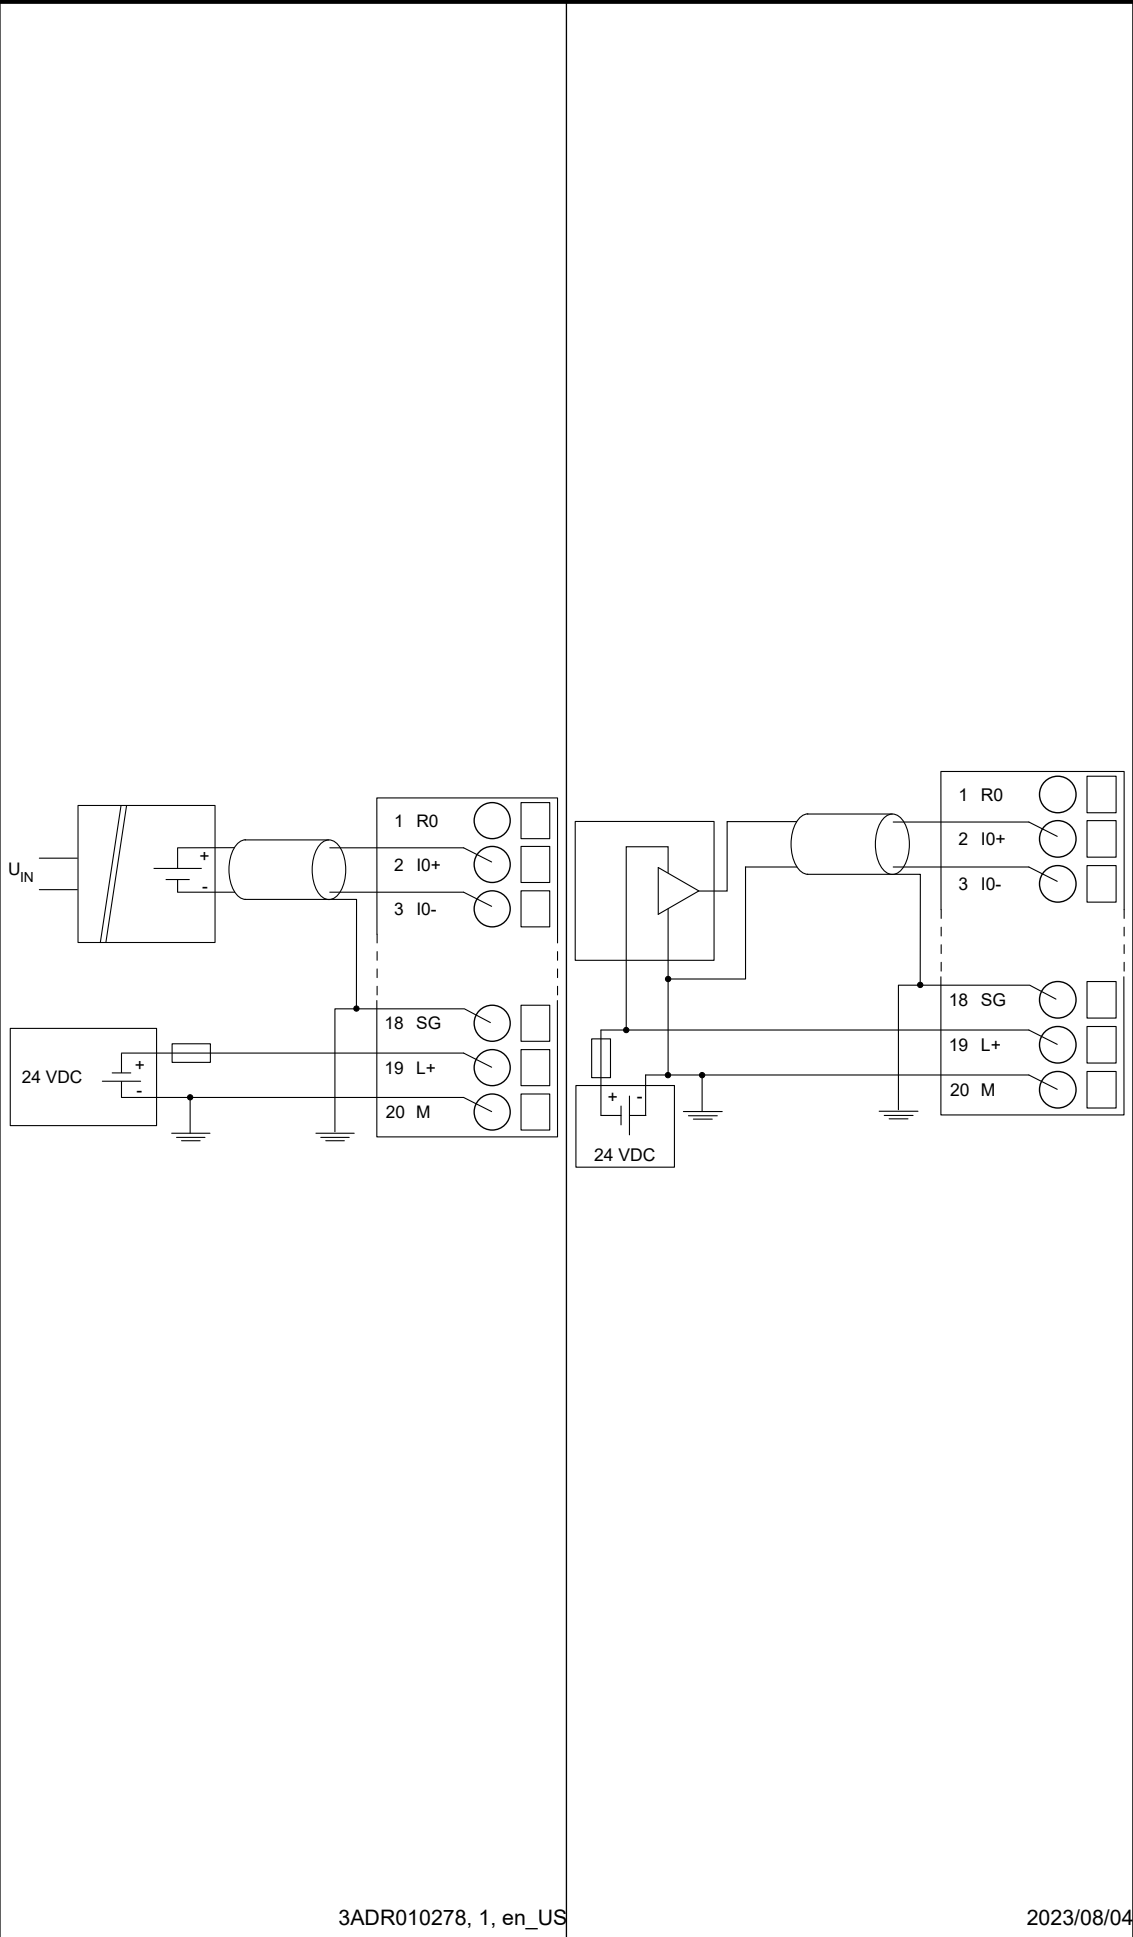 U_IN
+
-
1 R0
2 I0+
3 I0-
18 SG
19 L+
20 M
24 VDC
+
-
1 R0
2 I0+
3 I0-
18 SG
19 L+
20 M
+ -
24 VDC
3ADR010278, 1, en_US
2023/08/04